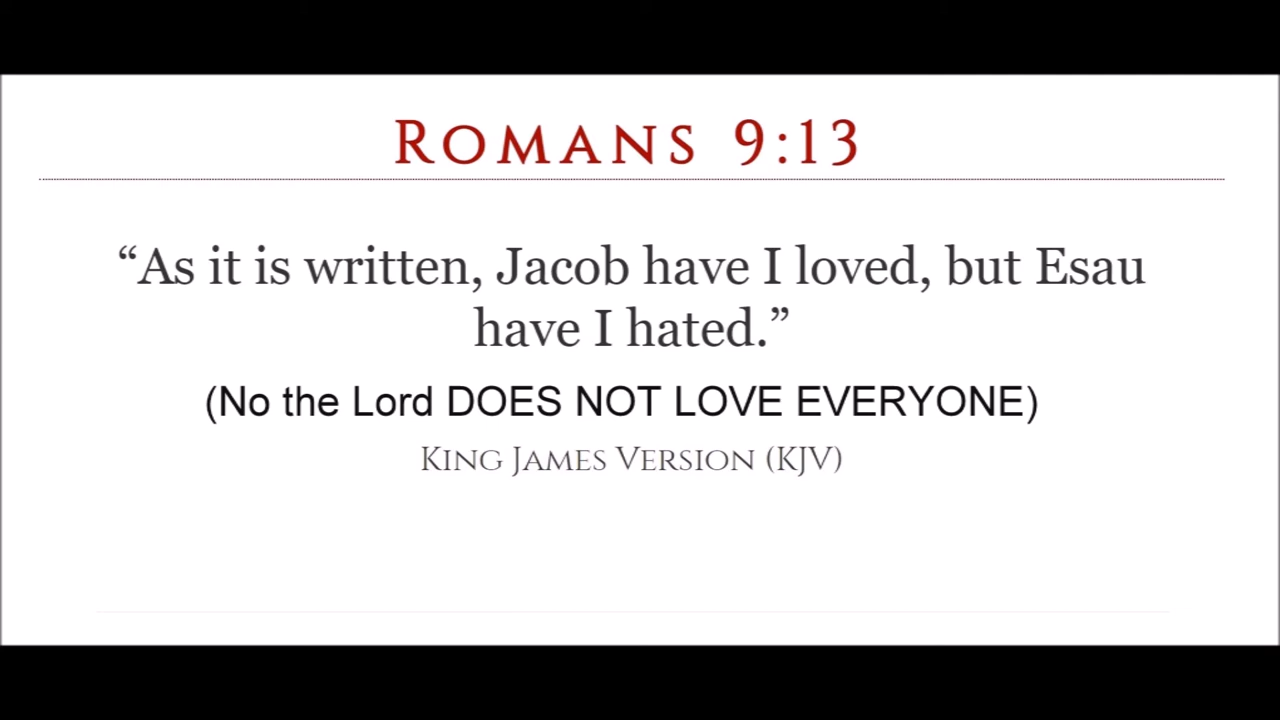 ROMANS 9:13
“As it is written, Jacob have I loved, but Esau
have I hated.”
(No the Lord DOES NOT LOVE EVERYONE)
KING JAMES VERSION (KJV)